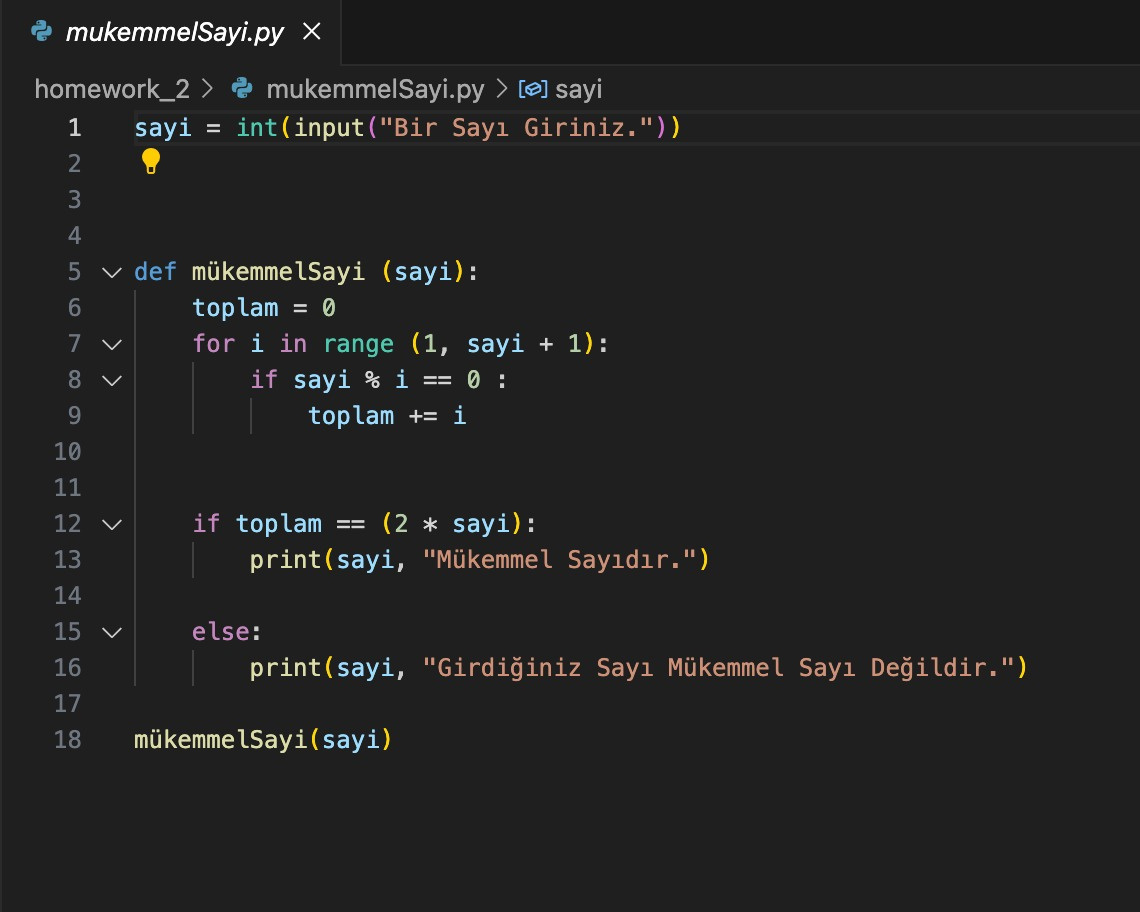 mukemmelSayi.py
homework_2 > mukemmelSayi.py > sayi
1 sayi = int(input("Bir Sayı Giriniz."))
2
3
4
5 def mükemmelSayi (sayi):
6     toplam = 0
7     for i in range (1, sayi + 1):
8         if sayi % i == 0 :
9             toplam += i
10
11
12     if toplam == (2 * sayi):
13         print(sayi, "Mükemmel Sayıdır.")
14
15     else:
16         print(sayi, "Girdiğiniz Sayı Mükemmel Sayı Değildir.")
17
18 mükemmelSayi(sayi)